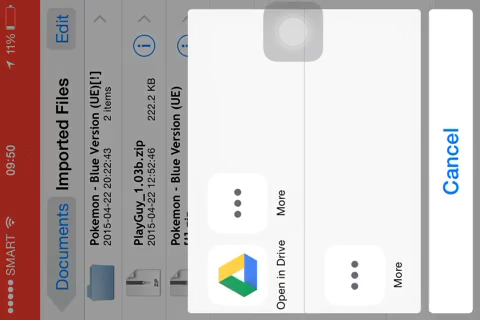 SMART
09:50
11%
Documents
Imported Files
Edit
Pokemon - Blue Version (UE)[!]
2015-04-22 20:22:43
2 items
PlayGuy_1.03b.zip
2015-04-22 12:52:46
222.2 KB
ZIP
Pokemon - Blue Version (UE)
Open in Drive
More
More
Cancel